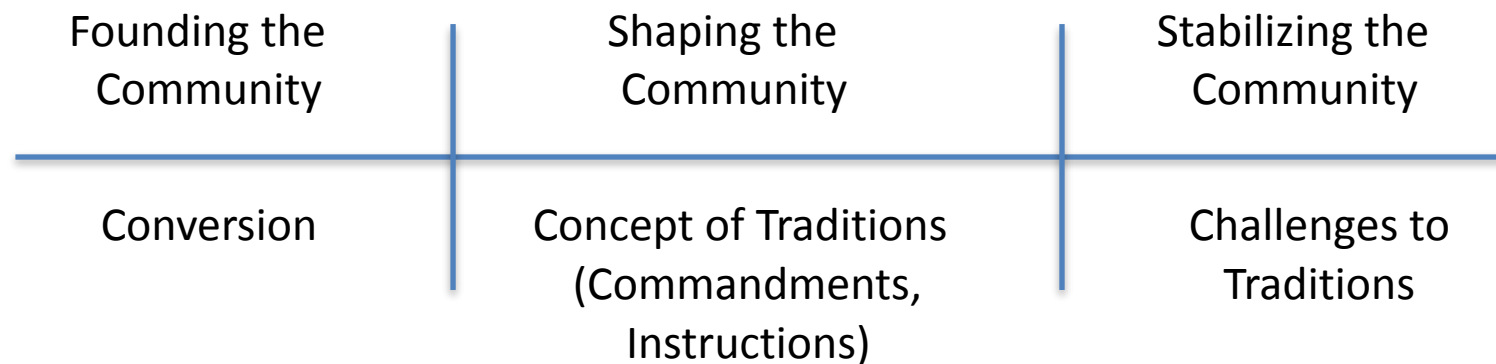 Founding the
Community
Shaping the
Community
Stabilizing the
Community
Conversion
Concept of Traditions
(Commandments,
Instructions)
Challenges to
Traditions